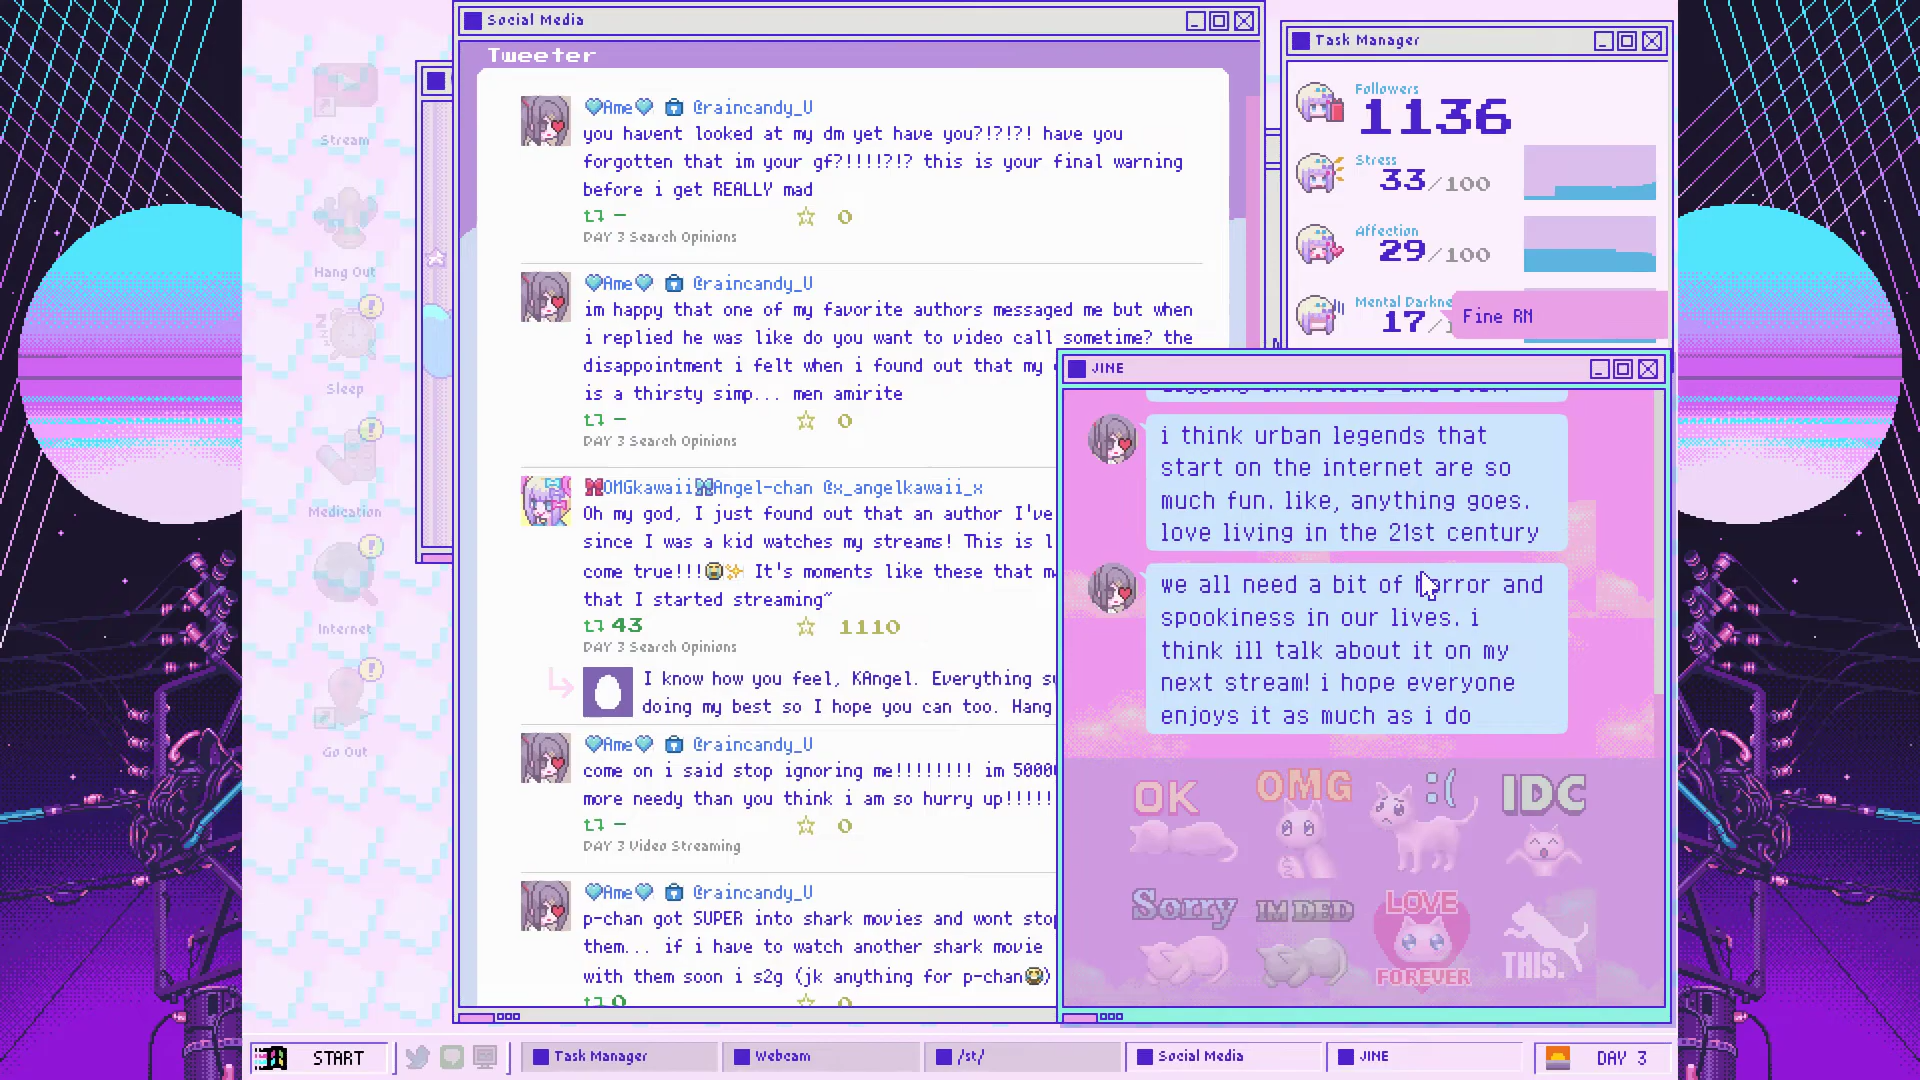 Stream
Hang Out
Sleep
Medication
Internet
Go Out
Social Media
Tweeter
Ame @raincandy_U
you havent looked at my dm yet have you?!?!?! have you
forgotten that im your gf?!!!!?!? this is your final warning
before i get REALLY mad
— 0
DAY 3 Search Opinions
Ame @raincandy_U
im happy that one of my favorite authors messaged me but when
i replied he was like do you want to video call sometime? the
disappointment i felt when i found out that my
is a thirsty simp... men amirite
— 0
DAY 3 Search Opinions
OMGkawaii Angel-chan @x_angelkawaii_x
Oh my god, I just found out that an author I've
since I was a kid watches my streams! This is
come true!!! It's moments like these that
that I started streaming~
43 1110
DAY 3 Search Opinions
I know how you feel, KAngel. Everything
doing my best so I hope you can too. Hang
Ame @raincandy_U
come on i said stop ignoring me!!!!!!!! im 5000
more needy than you think i am so hurry up!!!!!
— 0
DAY 3 Video Streaming
Ame @raincandy_U
p-chan got SUPER into shark movies and wont stop
them... if i have to watch another shark movie
with them soon i s2g (jk anything for p-chan )
0 0
Task Manager
Followers
1136
Stress
33/100
Affection
29/100
Mental Darkne
17/
Fine RN
JINE
i think urban legends that
start on the internet are so
much fun. like, anything goes.
love living in the 21st century
we all need a bit of horror and
spookiness in our lives. i
think ill talk about it on my
next stream! i hope everyone
enjoys it as much as i do
OK
OMG
:(
IDC
Sorry
IM DED
LOVE
FOREVER
THIS.
START
Task Manager
Webcam
/st/
Social Media
JINE
DAY 3